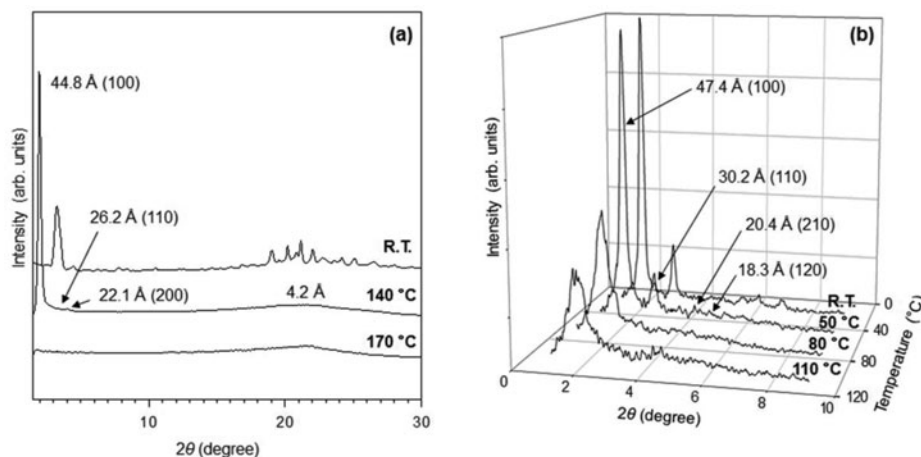 (a)
44.8 Å (100)
26.2 Å (110)
22.1 Å (200)
4.2 Å
R.T.
140 °C
170 °C
Intensity (arb. units)
10
20
30
2θ (degree)
(b)
47.4 Å (100)
30.2 Å (110)
20.4 Å (210)
18.3 Å (120)
R.T.
50 °C
80 °C
110 °C
Intensity (arb. units)
0
2
4
6
8
10
2θ (degree)
0
40
80
120
Temperature (°C)